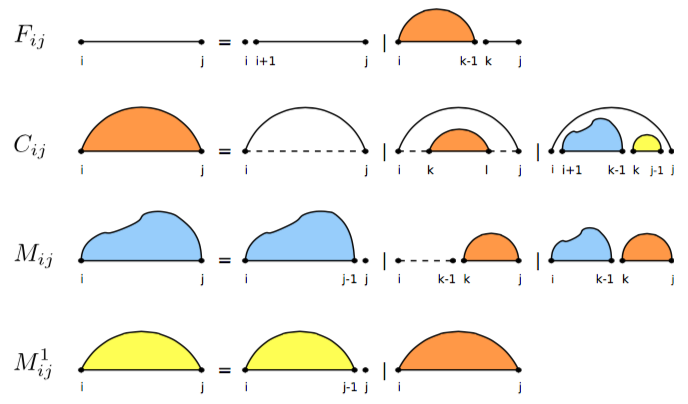 F_{ij} = |
i j i i+1 j i k-1 k j
C_{ij} = | |
i j i j i k l j i i+1 k-1 k j-1 j
M_{ij} = | |
i j i j-1 j i k-1 k j i k-1 k j
M^1_{ij} = |
i j i j-1 j i j